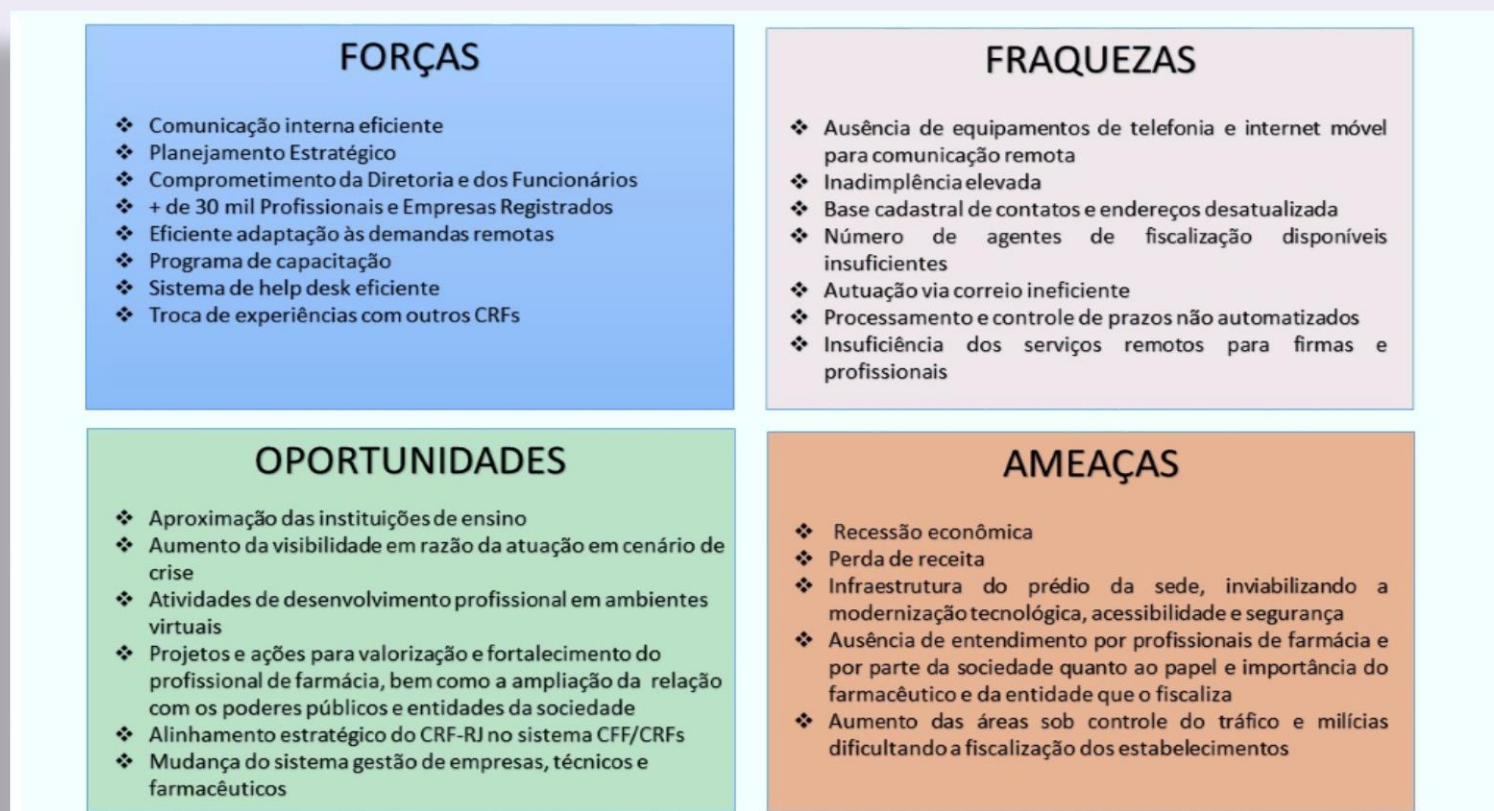 FORÇAS
❖ Comunicação interna eficiente
❖ Planejamento Estratégico
❖ Comprometimento da Diretoria e dos Funcionários
❖ + de 30 mil Profissionais e Empresas Registrados
❖ Eficiente adaptação às demandas remotas
❖ Programa de capacitação
❖ Sistema de help desk eficiente
❖ Troca de experiências com outros CRFs
FRAQUEZAS
❖ Ausência de equipamentos de telefonia e internet móvel
para comunicação remota
❖ Inadimplência elevada
❖ Base cadastral de contatos e endereços desatualizada
❖ Número de agentes de fiscalização disponíveis
insuficientes
❖ Autuação via correio ineficiente
❖ Processamento e controle de prazos não automatizados
❖ Insuficiência dos serviços remotos para firmas e
profissionais
OPORTUNIDADES
❖ Aproximação das instituições de ensino
❖ Aumento da visibilidade em razão da atuação em cenário de
crise
❖ Atividades de desenvolvimento profissional em ambientes
virtuais
❖ Projetos e ações para valorização e fortalecimento do
profissional de farmácia, bem como a ampliação da relação
com os poderes públicos e entidades da sociedade
❖ Alinhamento estratégico do CRF-RJ no sistema CFF/CRFs
❖ Mudança do sistema gestão de empresas, técnicos e
farmacêuticos
AMEAÇAS
❖ Recessão econômica
❖ Perda de receita
❖ Infraestrutura do prédio da sede, inviabilizando a
modernização tecnológica, acessibilidade e segurança
❖ Ausência de entendimento por profissionais de farmácia e
por parte da sociedade quanto ao papel e importância do
farmacêutico e da entidade que o fiscaliza
❖ Aumento das áreas sob controle do tráfico e milícias
dificultando a fiscalização dos estabelecimentos